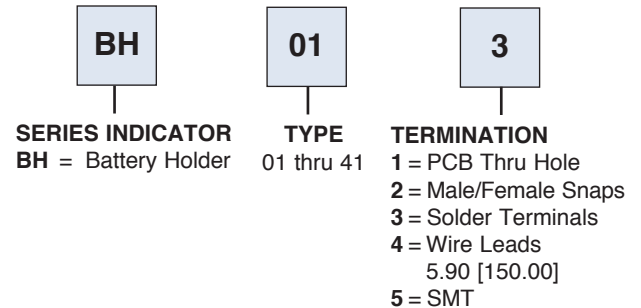 BH
01
3
SERIES INDICATOR
BH = Battery Holder
TYPE
01 thru 41
TERMINATION
1 = PCB Thru Hole
2 = Male/Female Snaps
3 = Solder Terminals
4 = Wire Leads
5.90 [150.00]
5 = SMT